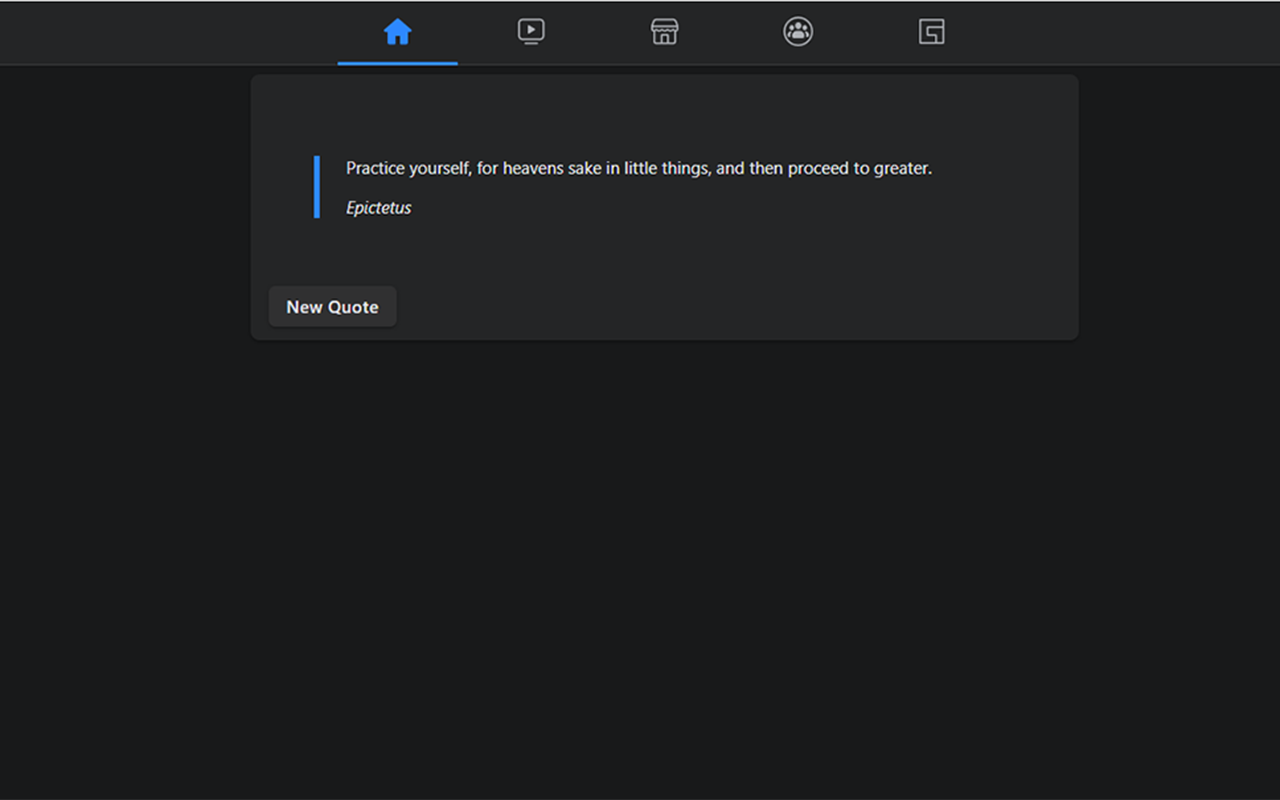 Practice yourself, for heavens sake in little things, and then proceed to greater.
Epictetus
New Quote